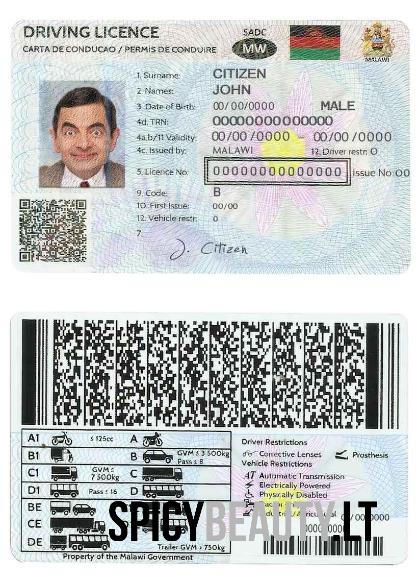 DRIVING LICENCE
CARTA DE CONDUCAO / PERMIS DE CONDUIRE
SADC
MW
MALAWI
1. Surname: CITIZEN
2. Names: JOHN
3 Date of Birth: 00/00/0000 MALE
4d. TRN: 0000000000000
4a.b/11 Validity: 00/00/0000 - 00/00/0000
4c. Issued by: MALAWI 12. Driver restr: 0
5. Licence No: 00000000000000 Issue No: 00
9. Code: B
10. First Issue: 00/00
12. Vehicle restr: 0
7.
J. Citizen
A1 ≤ 125cc A
B1 B GVM ≤ 3 500kg Pass ≤ 8
C1 GVM ≤ 7 500kg C
D1 Pass ≤ 16 D
BE
CE
DE Trailer GVM > 750kg
Property of the Malawi Government
Driver Restrictions
Corrective Lenses Prosthesis
Vehicle Restrictions
AT Automatic Transmission
Electrically Powered
Physically Disabled
SPICYBEAUTY.LT